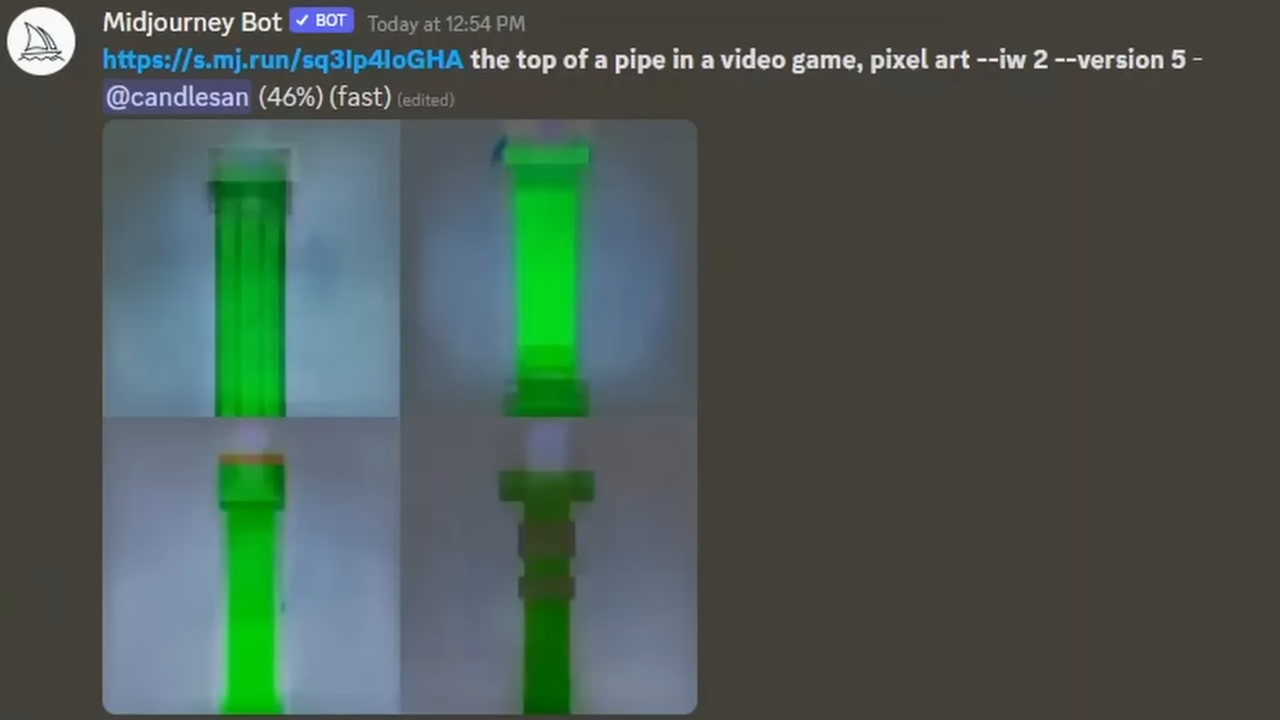 Midjourney Bot ✓ BOT Today at 12:54 PM
https://s.mj.run/sq3Ip4IoGHA the top of a pipe in a video game, pixel art --iw 2 --version 5 -
@candlesan (46%) (fast) (edited)